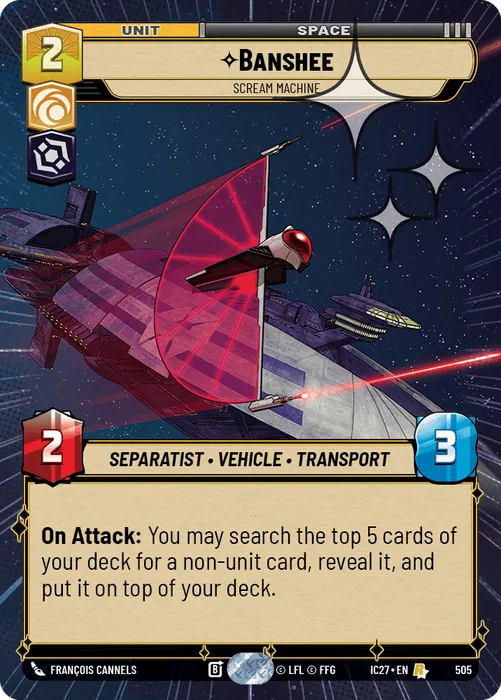 UNIT
SPACE
2
BANSHEE
SCREAM MACHINE
2
SEPARATIST • VEHICLE • TRANSPORT
3
On Attack: You may search the top 5 cards of
your deck for a non-unit card, reveal it, and
put it on top of your deck.
FRANÇOIS CANNELS
B
© LFL © FFG
IC27 • EN
R
505